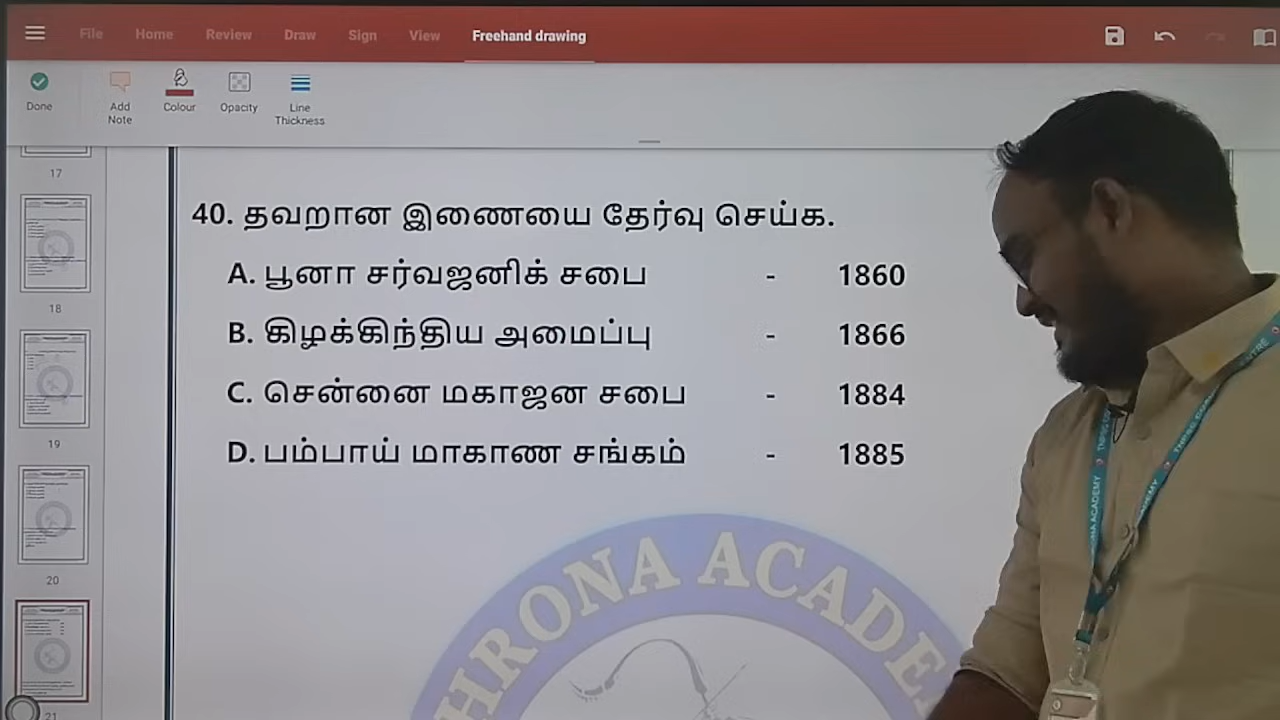 File Home Review Draw Sign View Freehand drawing
Done Add Note Colour Opacity Line Thickness
17
40. தவறான இணையை தேர்வு செய்க.
A. பூனா சர்வஜனிக் சபை - 1860
B. கிழக்கிந்திய அமைப்பு - 1866
18
C. சென்னை மகாஜன சபை - 1884
19
D. பம்பாய் மாகாண சங்கம் - 1885
20
21
HRONA ACADE
ACADEMY